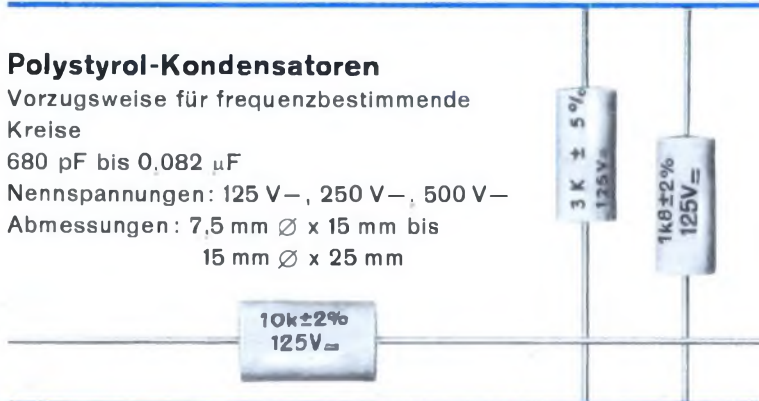 Polystyrol-Kondensatoren
Vorzugsweise für frequenzbestimmende
Kreise
680 pF bis 0,082 µF
Nennspannungen: 125 V–, 250 V–, 500 V–
Abmessungen: 7,5 mm ∅ x 15 mm bis
15 mm ∅ x 25 mm
3K ± 5%
125V=
1k8±2%
125V=
10k±2%
125V=